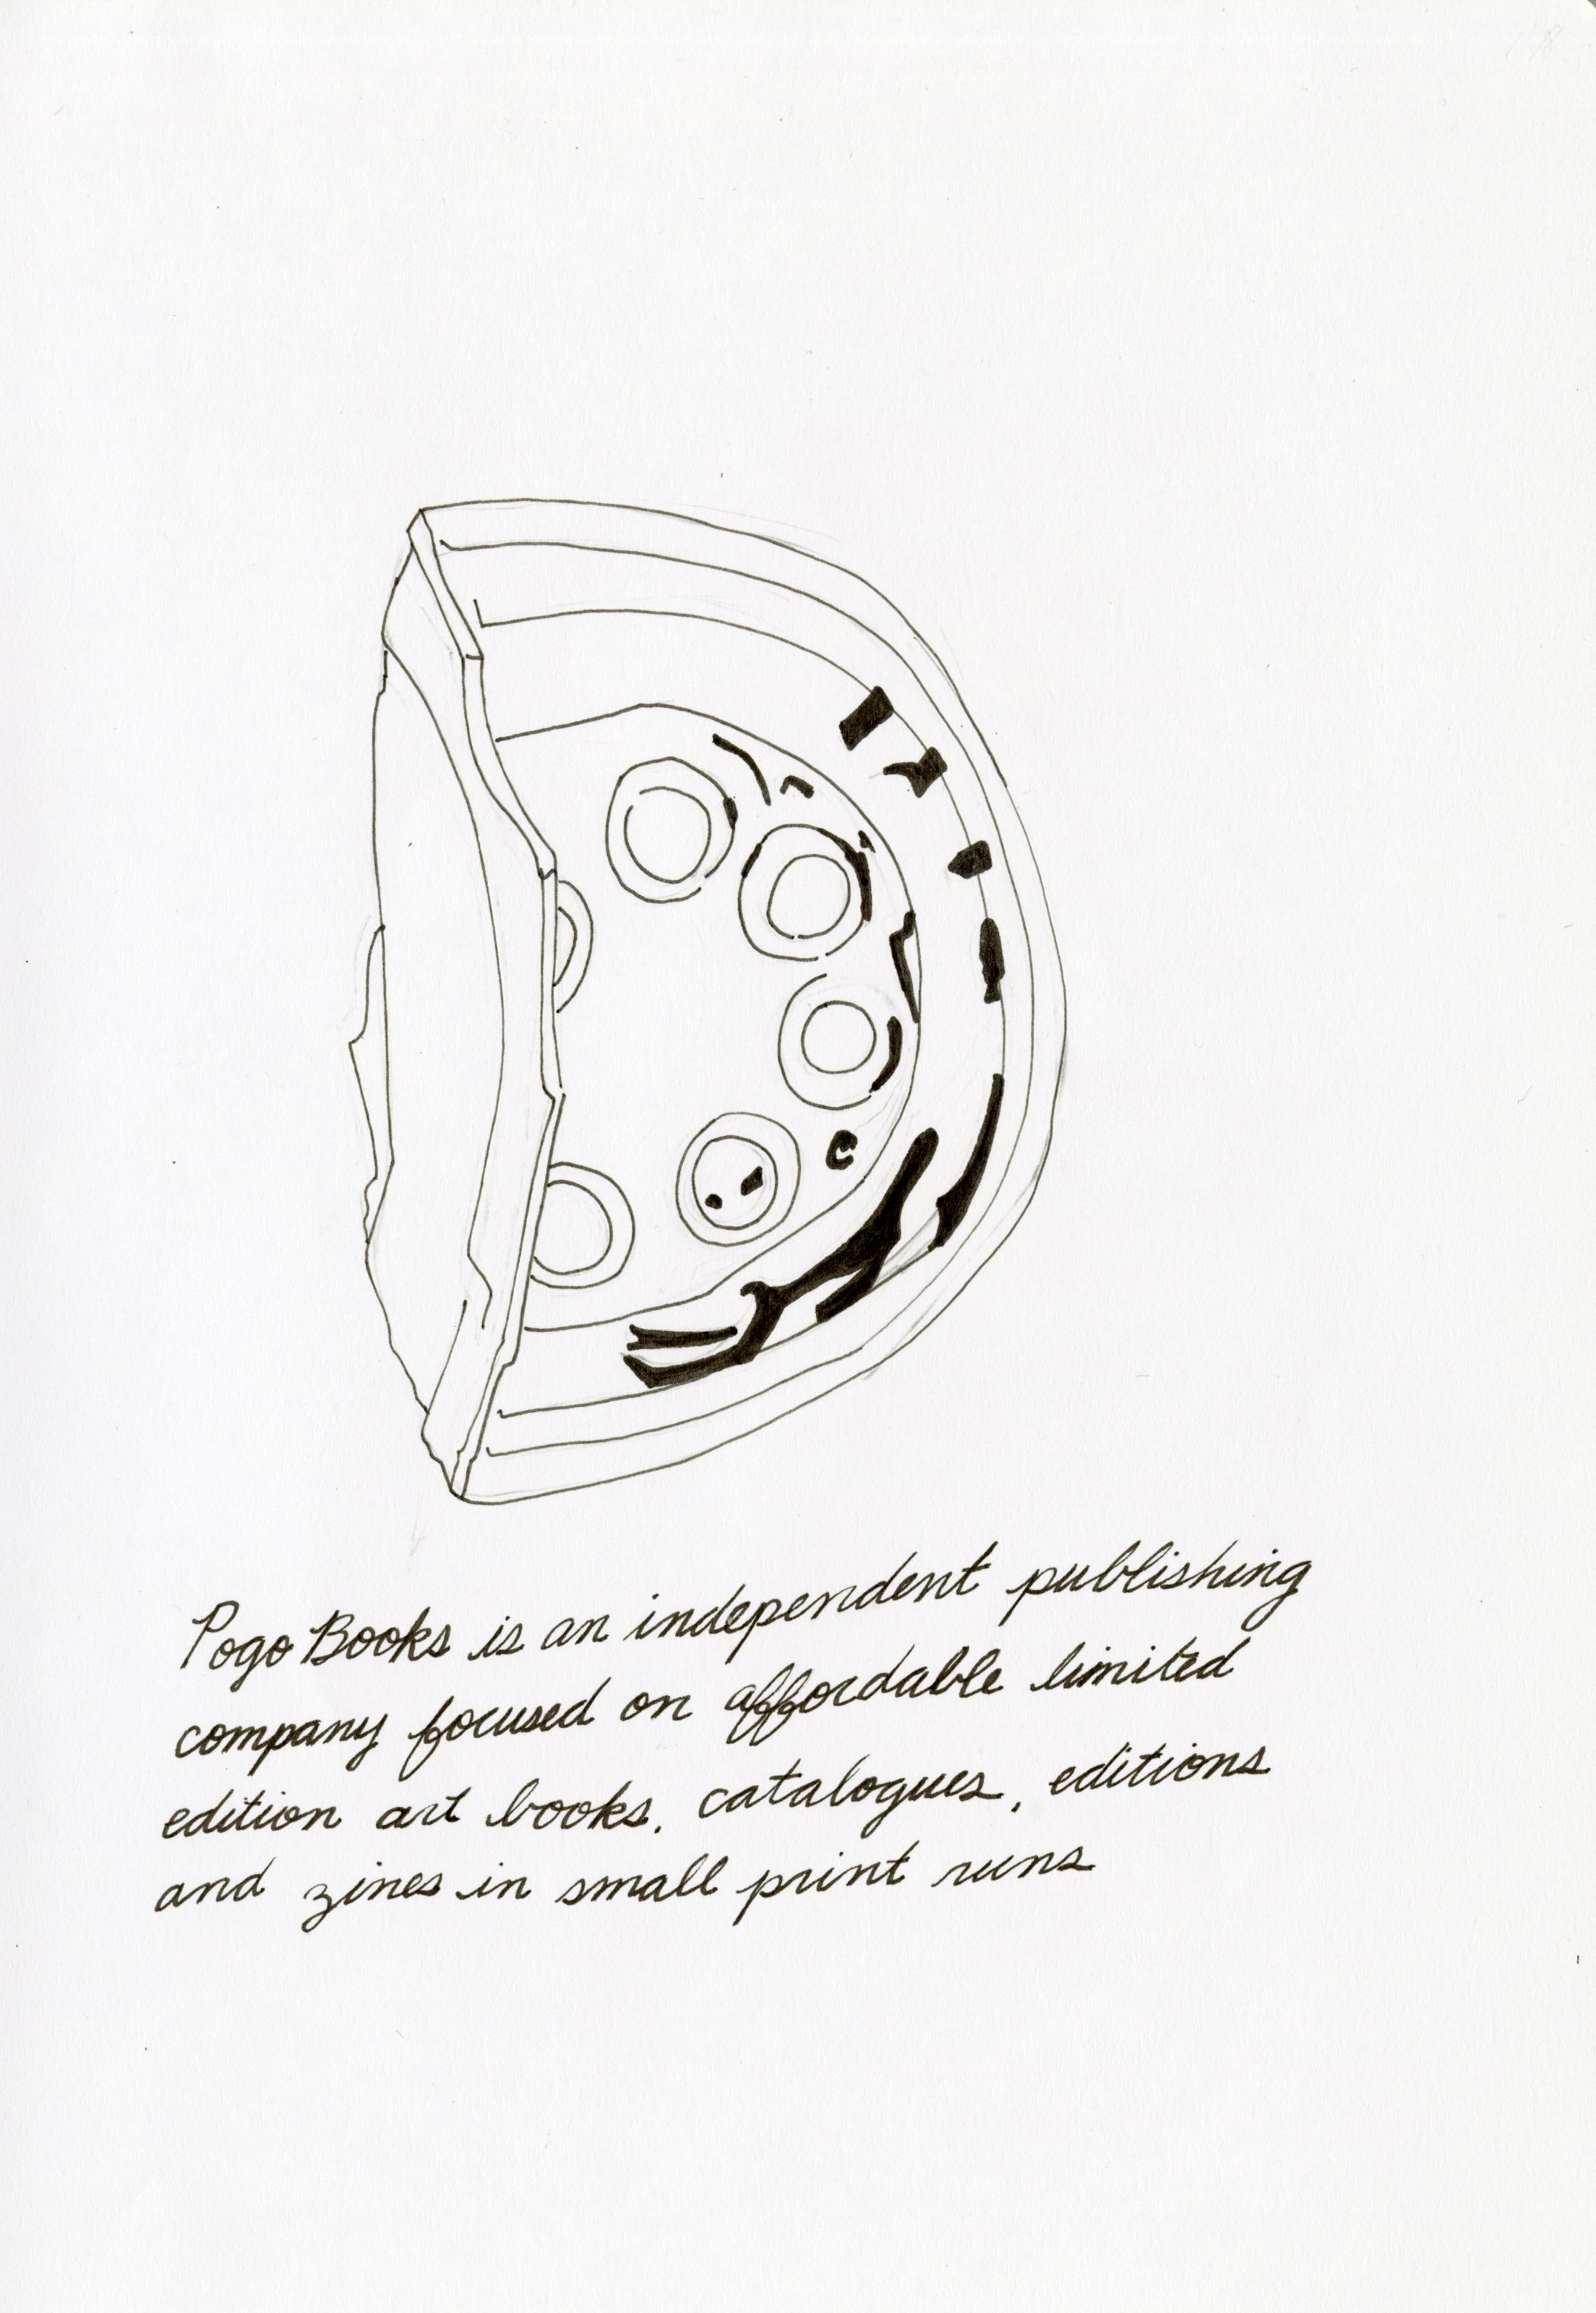 Pogo Books is an independent publishing
company focused on affordable limited
edition art books, catalogues, editions
and zines in small print runs